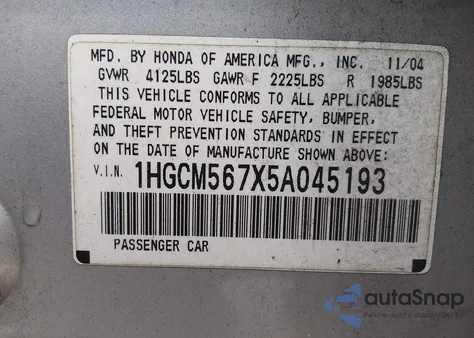 MFD. BY HONDA OF AMERICA MFG., INC. 11/04
GVWR 4125LBS GAWR F 2225LBS R 1985LBS
THIS VEHICLE CONFORMS TO ALL APPLICABLE
FEDERAL MOTOR VEHICLE SAFETY, BUMPER,
AND THEFT PREVENTION STANDARDS IN EFFECT
ON THE DATE OF MANUFACTURE SHOWN ABOVE:
V.I.N. 1HGCM567X5A045193
PASSENGER CAR
autoSnap